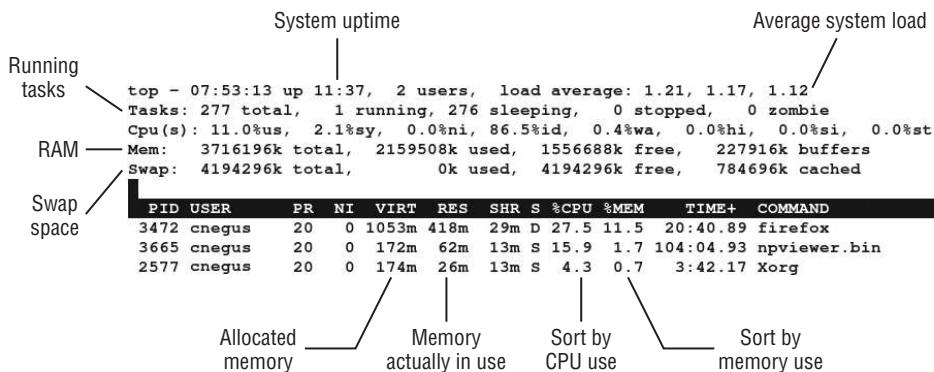 System uptime
Average system load
Running
tasks
top - 07:53:13 up 11:37,  2 users,  load average: 1.21, 1.17, 1.12
Tasks: 277 total,   1 running, 276 sleeping,   0 stopped,   0 zombie
Cpu(s): 11.0%us,  2.1%sy,  0.0%ni, 86.5%id,  0.4%wa,  0.0%hi,  0.0%si,  0.0%st
RAM
Mem:   3716196k total,  2159508k used,  1556688k free,   227916k buffers
Swap:  4194296k total,        0k used,  4194296k free,   784696k cached
Swap
space
PID USER      PR  NI  VIRT  RES  SHR S %CPU %MEM    TIME+  COMMAND
3472 cnegus    20   0 1053m 418m  29m D 27.5 11.5  20:40.89 firefox
3665 cnegus    20   0  172m  62m  13m S 15.9  1.7 104:04.93 npviewer.bin
2577 cnegus    20   0  174m  26m  13m S  4.3  0.7   3:42.17 Xorg
Allocated
memory
Memory
actually in use
Sort by
CPU use
Sort by
memory use